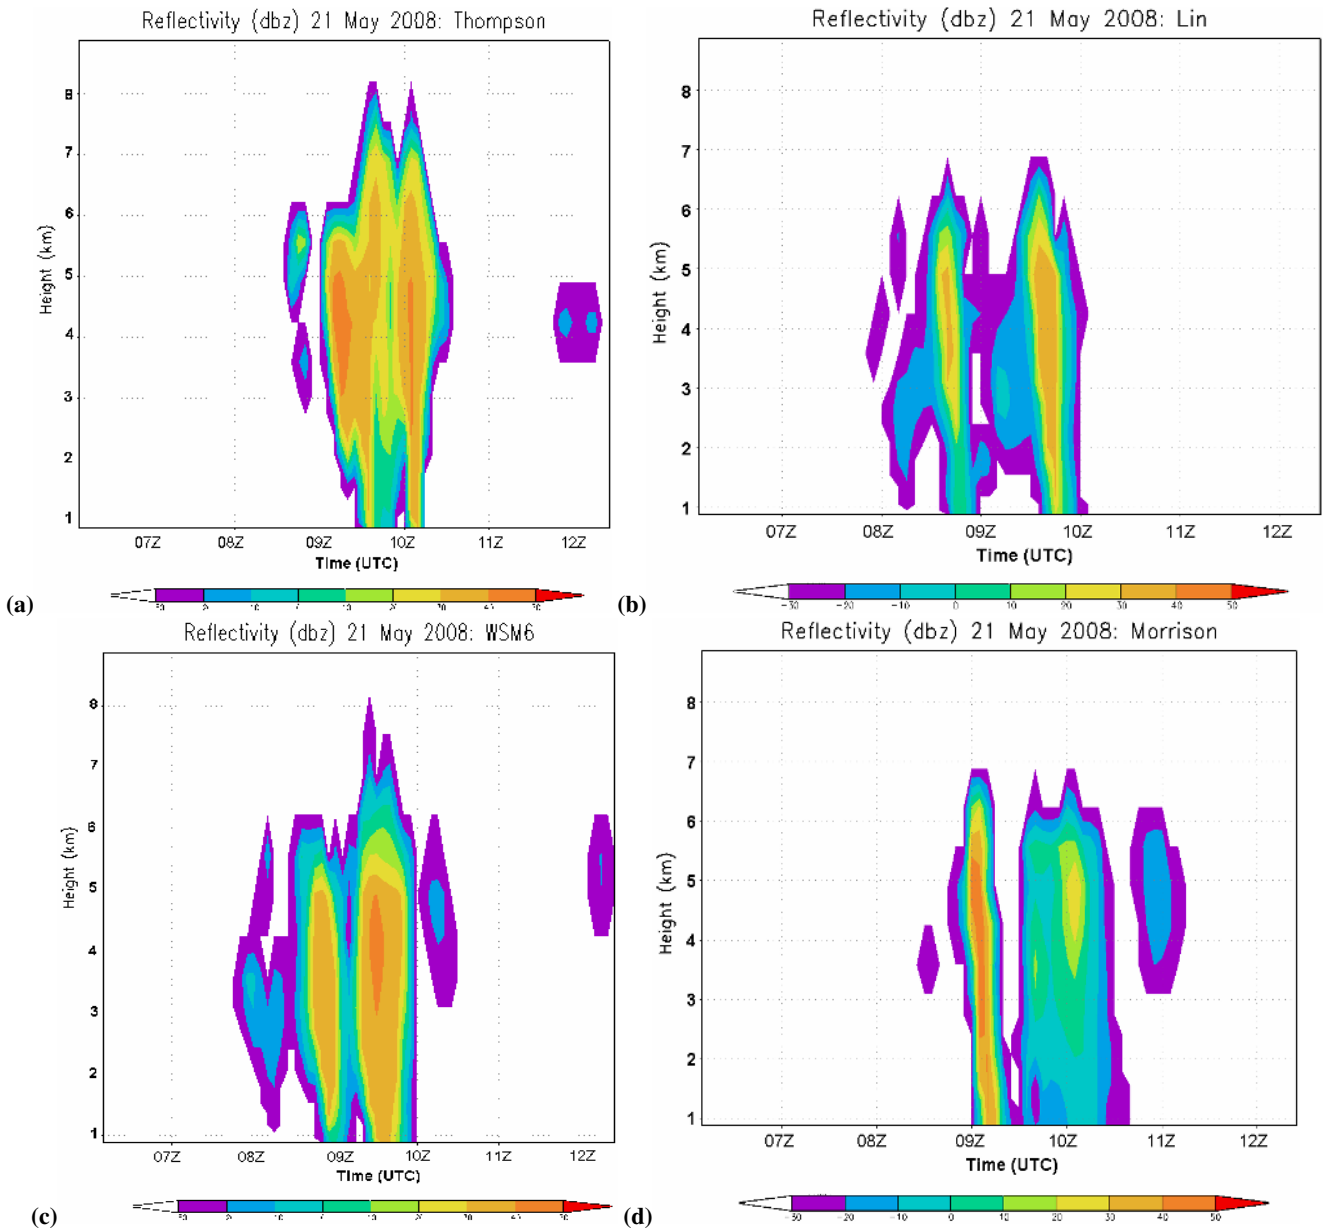 Reflectivity (dbz) 21 May 2008: Thompson
8
7
6
5
4
3
2
1
Height (km)
07Z 08Z 09Z 10Z 11Z 12Z
Time (UTC)
(a)
Reflectivity (dbz) 21 May 2008: Lin
8
7
6
5
4
3
2
1
Height (km)
07Z 08Z 09Z 10Z 11Z 12Z
Time (UTC)
(b)
-30 -20 -10 0 10 20 30 40 50
Reflectivity (dbz) 21 May 2008: WSM6
8
7
6
5
4
3
2
1
Height (km)
07Z 08Z 09Z 10Z 11Z 12Z
Time (UTC)
(c)
Reflectivity (dbz) 21 May 2008: Morrison
8
7
6
5
4
3
2
1
Height (km)
07Z 08Z 09Z 10Z 11Z 12Z
Time (UTC)
(d)
-30 -20 -10 0 10 20 30 40 50